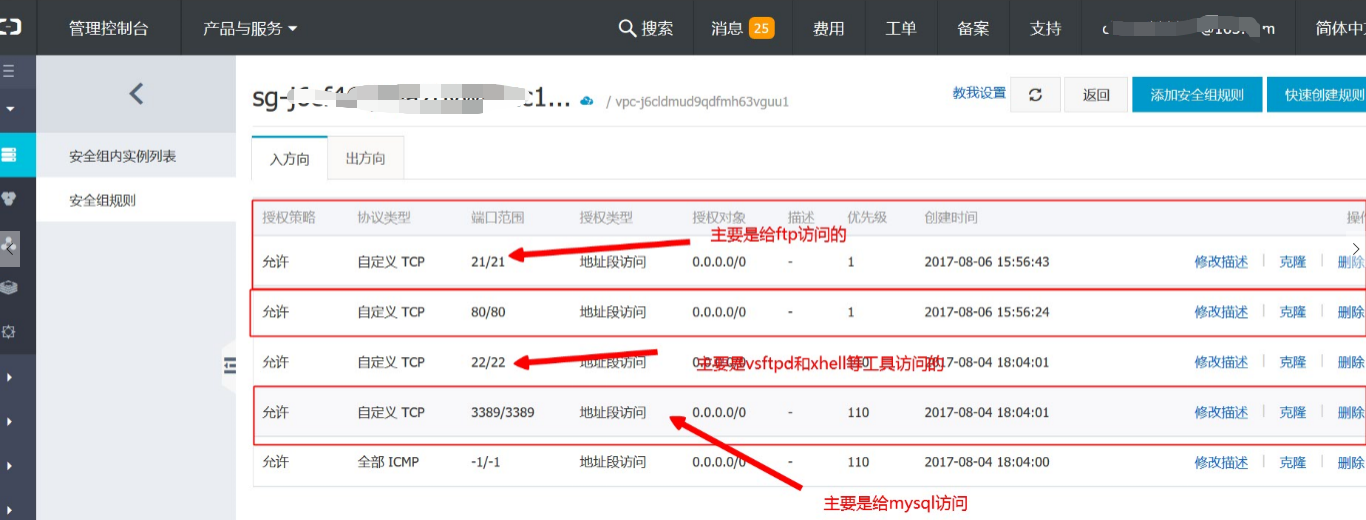 管理控制台 产品与服务 搜索 消息 25 费用 工单 备案 支持 简体中
教我设置 返回 添加安全组规则 快速创建规则
/ vpc-j6cldmud9qdfmh63vguu1
安全组内实例列表
安全组规则
入方向 出方向
授权策略 协议类型 端口范围 授权类型 授权对象 描述 优先级 创建时间
主要是给ftp访问的
允许 自定义 TCP 21/21 地址段访问 0.0.0.0/0 - 1 2017-08-06 15:56:43 修改描述 克隆 删除
允许 自定义 TCP 80/80 地址段访问 0.0.0.0/0 - 1 2017-08-06 15:56:24 修改描述 克隆 删除
允许 自定义 TCP 22/22 地址段访问 2017-08-04 18:04:01 修改描述 克隆 删除
主要是vsftpd和xhell等工具访问的
允许 自定义 TCP 3389/3389 地址段访问 0.0.0.0/0 - 110 2017-08-04 18:04:01 修改描述 克隆 删除
允许 全部 ICMP -1/-1 地址段访问 0.0.0.0/0 - 110 2017-08-04 18:04:00 修改描述 克隆 删除
主要是给mysql访问